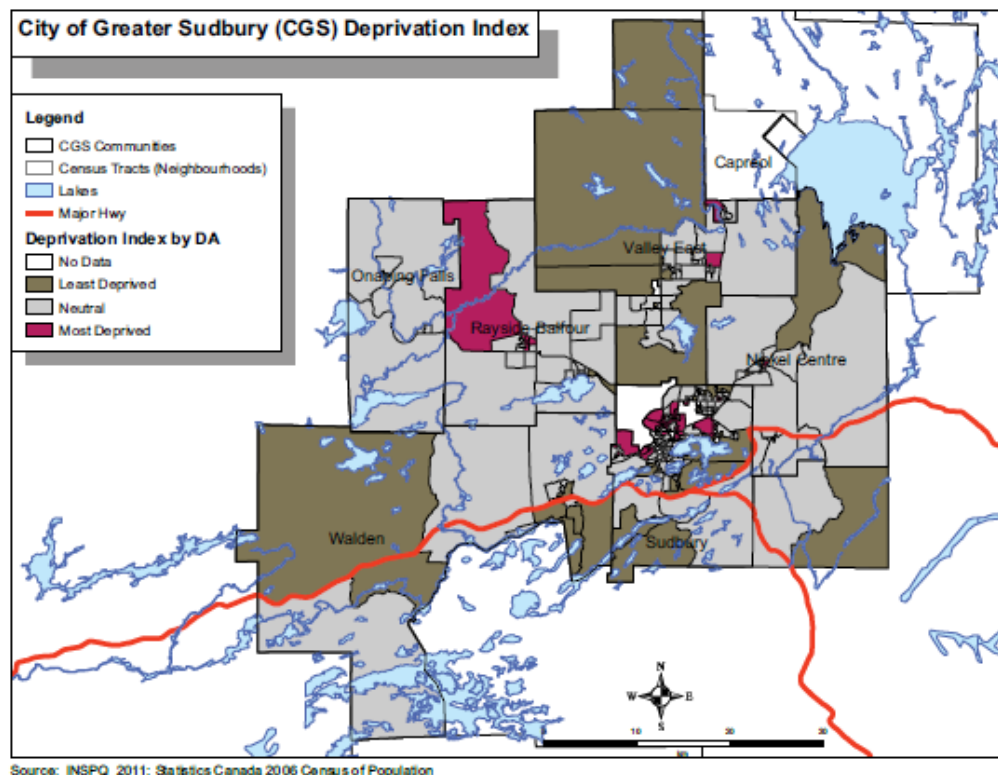 City of Greater Sudbury (CGS) Deprivation Index
Legend
CGS Communities
Census Tracts (Neighbourhoods)
Lakes
Major Hwy
Deprivation Index by DA
No Data
Least Deprived
Neutral
Most Deprived
Capreol
Valley East
Onaping Falls
Rayside Balfour
Nickel Centre
Walden
Sudbury
N
W E
S
10 20 30
km
Source: INSPQ 2011; Statistics Canada 2006 Census of Population